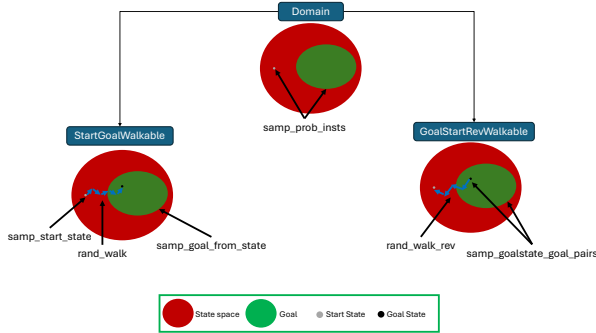 Domain
samp_prob_insts
StartGoalWalkable
GoalStartRevWalkable
samp_start_state
rand_walk
samp_goal_from_state
rand_walk_rev
samp_goalstate_goal_pairs
State space
Goal
Start State
Goal State